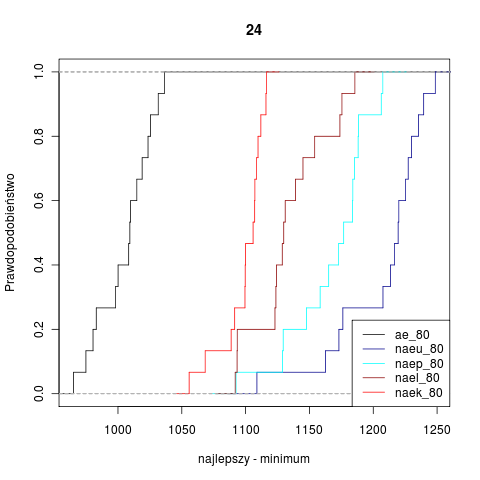 24
Prawdopodobieństwo
1.0
0.8
0.6
0.4
0.2
0.0
ae_80
naeu_80
naep_80
nael_80
naek_80
1000 1050 1100 1150 1200 1250
najlepszy - minimum